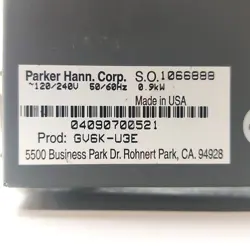 Parker Hann. Corp. S.O. 1066888
~120/240V 50/60Hz 0.9kW
Made in USA
04090700521
Prod: GV6K-U3E
5500 Business Park Dr. Rohnert Park, CA. 94928